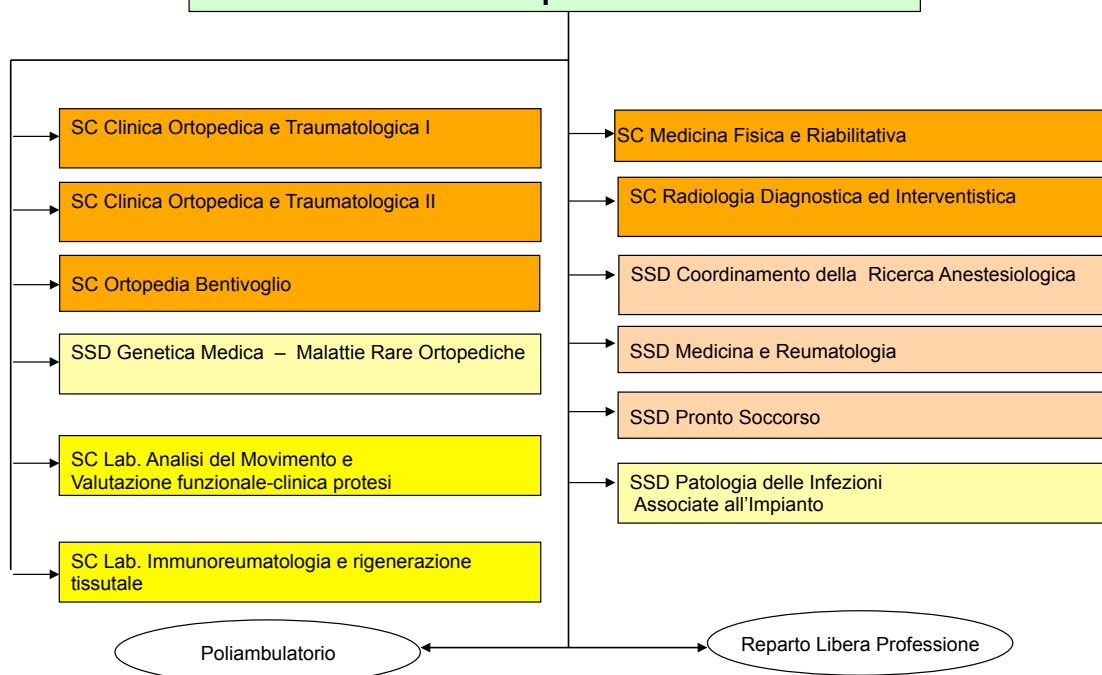 SC Clinica Ortopedica e Traumatologica I
SC Clinica Ortopedica e Traumatologica II
SC Ortopedia Bentivoglio
SSD Genetica Medica – Malattie Rare Ortopediche
SC Lab. Analisi del Movimento e
Valutazione funzionale-clinica protesi
SC Lab. Immunoreumatologia e rigenerazione
tissutale
SC Medicina Fisica e Riabilitativa
SC Radiologia Diagnostica ed Interventistica
SSD Coordinamento della Ricerca Anestesiologica
SSD Medicina e Reumatologia
SSD Pronto Soccorso
SSD Patologia delle Infezioni
Associate all’Impianto
Poliambulatorio
Reparto Libera Professione